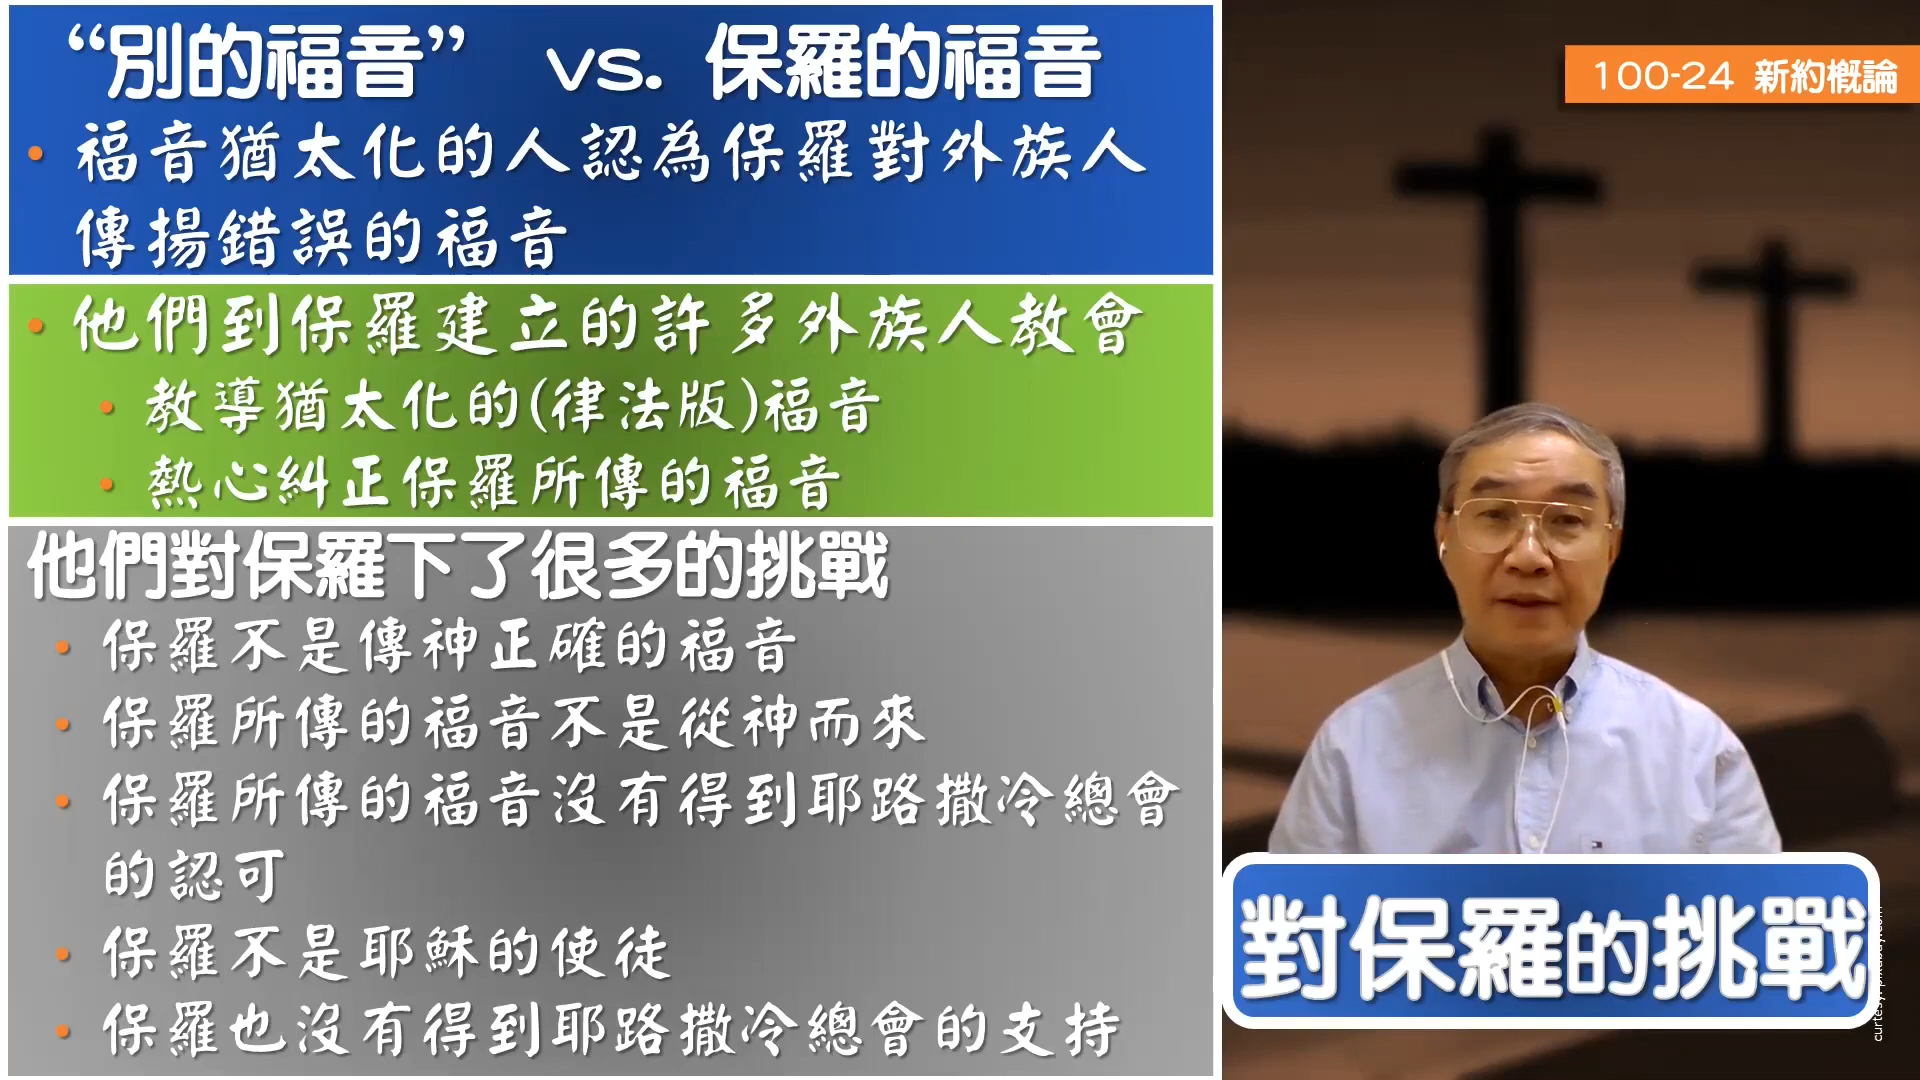 “別的福音” vs. 保羅的福音
• 福音猶太化的人認為保羅對外族人
傳揚錯誤的福音
• 他們到保羅建立的許多外族人教會
• 教導猶太化的(律法版)福音
• 熱心糾正保羅所傳的福音
他們對保羅下了很多的挑戰
• 保羅不是傳神正確的福音
• 保羅所傳的福音不是從神而來
• 保羅所傳的福音沒有得到耶路撒冷總會
的認可
• 保羅不是耶穌的使徒
• 保羅也沒有得到耶路撒冷總會的支持
100-24 新約概論
對保羅的挑戰